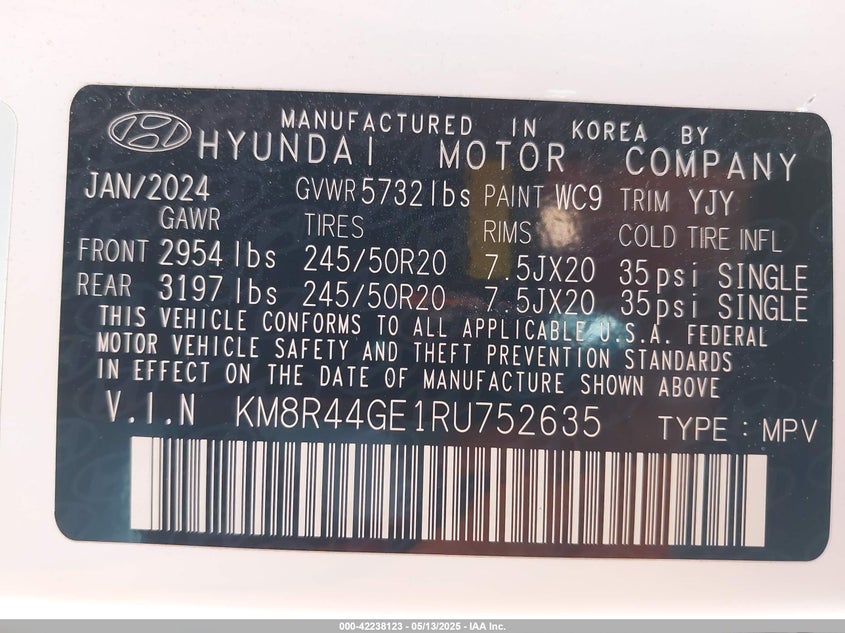 MANUFACTURED IN KOREA BY
HYUNDAI MOTOR COMPANY
JAN/2024 GVWR 5732 lbs PAINT WC9 TRIM YJY
GAWR TIRES RIMS COLD TIRE INFL
FRONT 2954 lbs 245/50R20 7.5JX20 35psi SINGLE
REAR 3197 lbs 245/50R20 7.5JX20 35psi SINGLE
THIS VEHICLE CONFORMS TO ALL APPLICABLE U.S.A. FEDERAL
MOTOR VEHICLE SAFETY AND THEFT PREVENTION STANDARDS
IN EFFECT ON THE DATE OF MANUFACTURE SHOWN ABOVE
V.I.N KM8R44GE1RU752635 TYPE : MPV
000-42238123 — 05/13/2025 — IAA Inc.